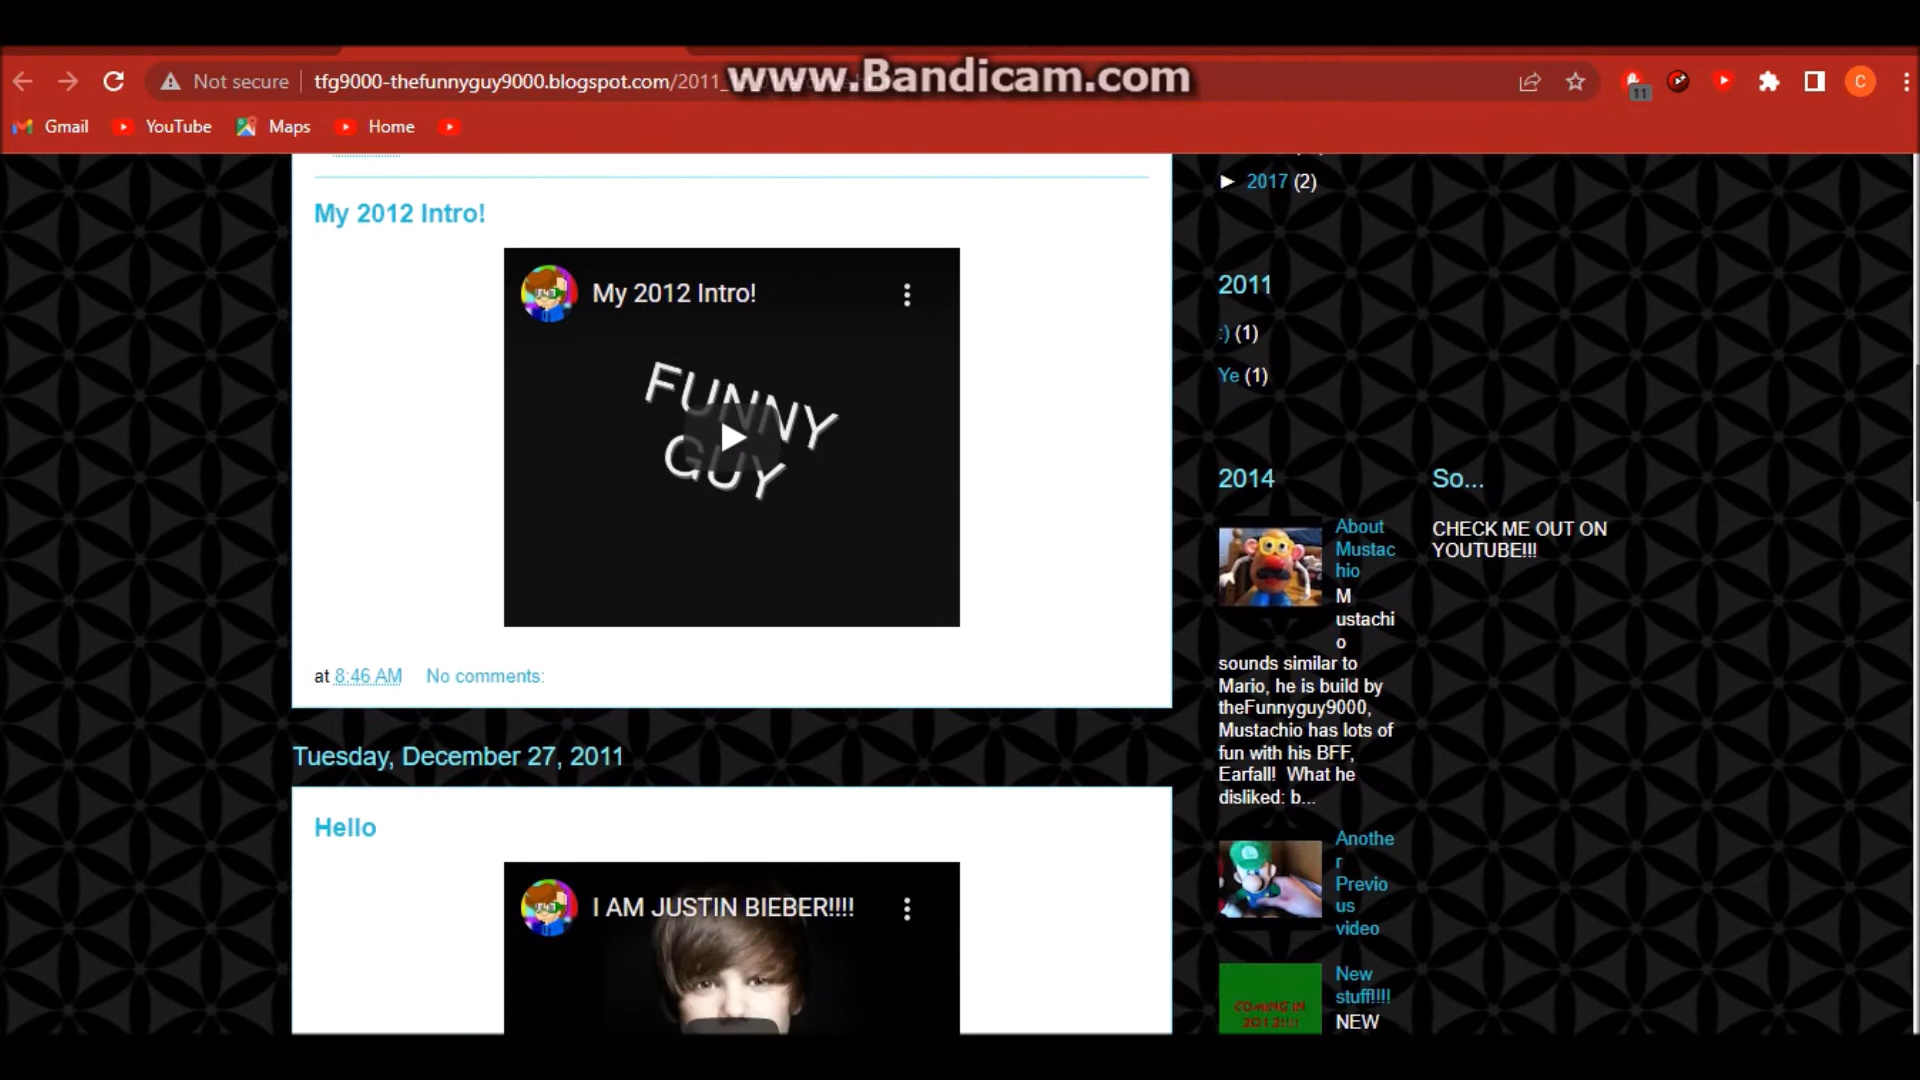 www.Bandicam.com
Not secure
tfg9000-thefunnyguy9000.blogspot.com/2011_
C
11
Gmail
YouTube
Maps
Home
My 2012 Intro!
My 2012 Intro!
FUNNY
GUY
at 8:46 AM No comments:
Tuesday, December 27, 2011
Hello
I AM JUSTIN BIEBER!!!!
► 2017 (2)
2011
:) (1)
Ye (1)
2014
About
Mustac
hio
M
ustachi
o
sounds similar to
Mario, he is build by
theFunnyguy9000,
Mustachio has lots of
fun with his BFF,
Earfall! What he
disliked: b...
Anothe
r
Previo
us
video
COMING IN
2012!!!!
New
stuff!!!!
NEW
So...
CHECK ME OUT ON
YOUTUBE!!!